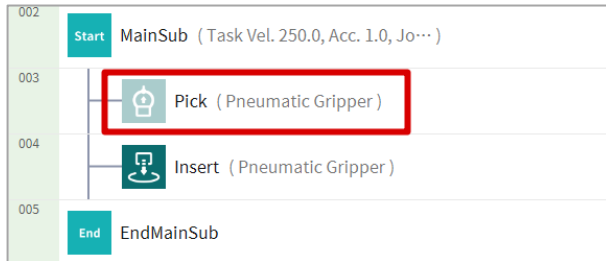 002
Start MainSub ( Task Vel. 250.0, Acc. 1.0, Jo··· )
003
Pick ( Pneumatic Gripper )
004
Insert ( Pneumatic Gripper )
005
End EndMainSub